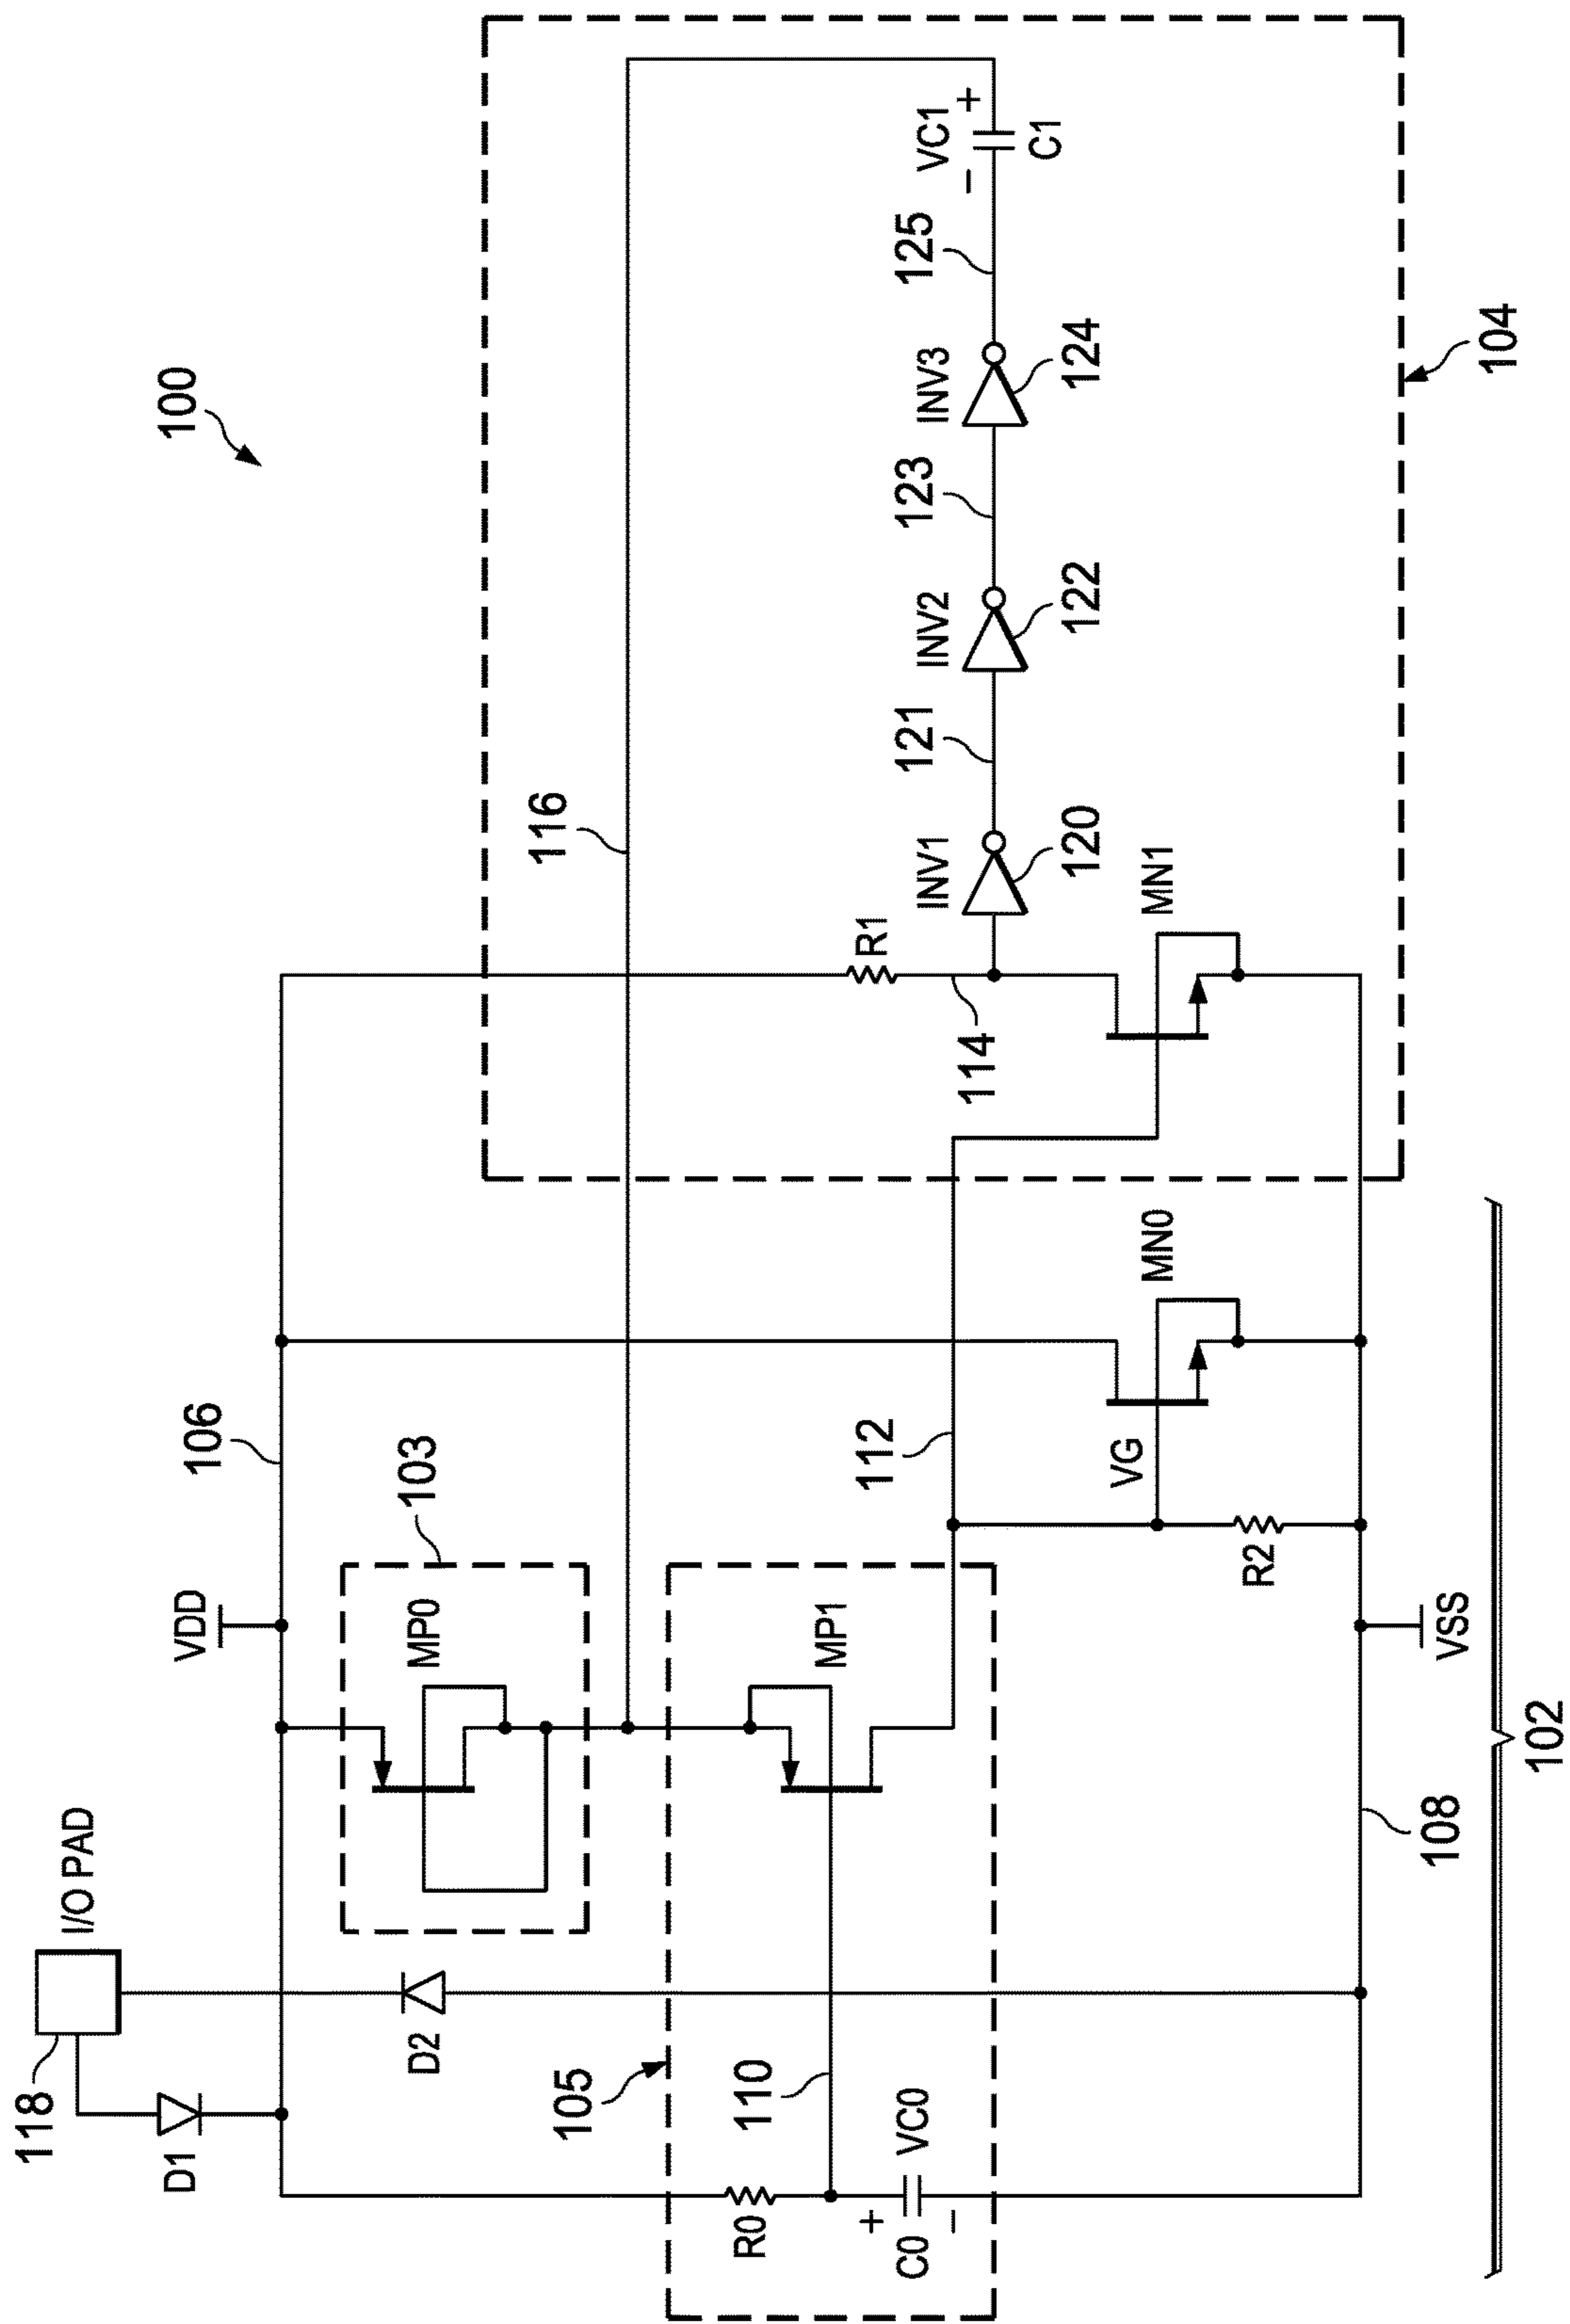 100
118
I/O PAD
D1
VDD
106
D2
103
MP0
116
105
R0
110
MP1
C0
+
VC0
−
112
VG
R2
MN0
114
R1
MN1
INV1
120
121
INV2
122
123
INV3
124
125
−
VC1
+
C1
104
108
VSS
102